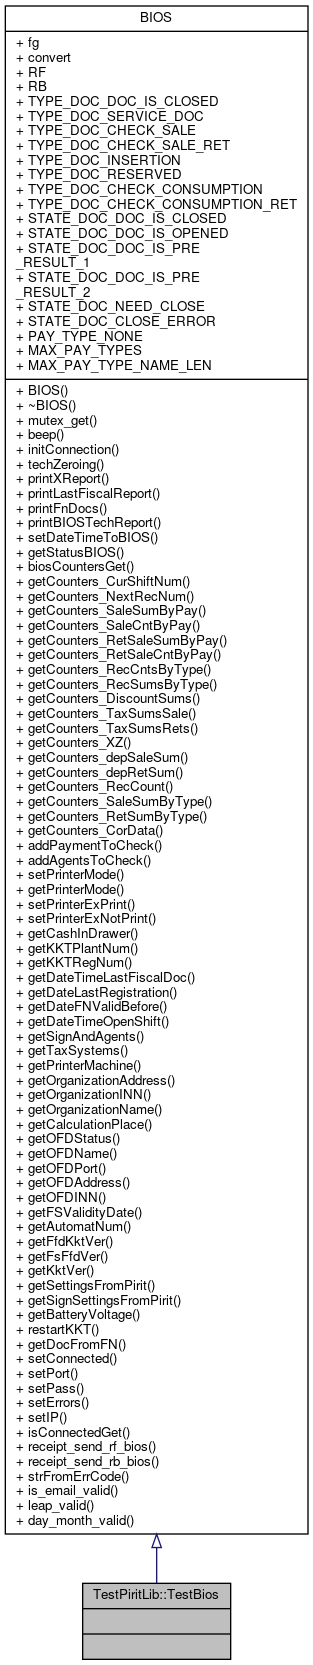 BIOS
+ fg
+ convert
+ RF
+ RB
+ TYPE_DOC_DOC_IS_CLOSED
+ TYPE_DOC_SERVICE_DOC
+ TYPE_DOC_CHECK_SALE
+ TYPE_DOC_CHECK_SALE_RET
+ TYPE_DOC_INSERTION
+ TYPE_DOC_RESERVED
+ TYPE_DOC_CHECK_CONSUMPTION
+ TYPE_DOC_CHECK_CONSUMPTION_RET
+ STATE_DOC_DOC_IS_CLOSED
+ STATE_DOC_DOC_IS_OPENED
+ STATE_DOC_DOC_IS_PRE
_RESULT_1
+ STATE_DOC_DOC_IS_PRE
_RESULT_2
+ STATE_DOC_NEED_CLOSE
+ STATE_DOC_CLOSE_ERROR
+ PAY_TYPE_NONE
+ MAX_PAY_TYPES
+ MAX_PAY_TYPE_NAME_LEN
+ BIOS()
+ ~BIOS()
+ mutex_get()
+ beep()
+ initConnection()
+ techZeroing()
+ printXReport()
+ printLastFiscalReport()
+ printFnDocs()
+ printBIOSTechReport()
+ setDateTimeToBIOS()
+ getStatusBIOS()
+ biosCountersGet()
+ getCounters_CurShiftNum()
+ getCounters_NextRecNum()
+ getCounters_SaleSumByPay()
+ getCounters_SaleCntByPay()
+ getCounters_RetSaleSumByPay()
+ getCounters_RetSaleCntByPay()
+ getCounters_RecCntsByType()
+ getCounters_RecSumsByType()
+ getCounters_DiscountSums()
+ getCounters_TaxSumsSale()
+ getCounters_TaxSumsRets()
+ getCounters_XZ()
+ getCounters_depSaleSum()
+ getCounters_depRetSum()
+ getCounters_RecCount()
+ getCounters_SaleSumByType()
+ getCounters_RetSumByType()
+ getCounters_CorData()
+ addPaymentToCheck()
+ addAgentsToCheck()
+ setPrinterMode()
+ getPrinterMode()
+ setPrinterExPrint()
+ setPrinterExNotPrint()
+ getCashInDrawer()
+ getKKTPlantNum()
+ getKKTRegNum()
+ getDateTimeLastFiscalDoc()
+ getDateLastRegistration()
+ getDateFNValidBefore()
+ getDateTimeOpenShift()
+ getSignAndAgents()
+ getTaxSystems()
+ getPrinterMachine()
+ getOrganizationAddress()
+ getOrganizationINN()
+ getOrganizationName()
+ getCalculationPlace()
+ getOFDStatus()
+ getOFDName()
+ getOFDPort()
+ getOFDAddress()
+ getOFDINN()
+ getFSValidityDate()
+ getAutomatNum()
+ getFfdKktVer()
+ getFsFfdVer()
+ getKktVer()
+ getSettingsFromPirit()
+ getSignSettingsFromPirit()
+ getBatteryVoltage()
+ restartKKT()
+ getDocFromFN()
+ setConnected()
+ setPort()
+ setPass()
+ setErrors()
+ setIP()
+ isConnectedGet()
+ receipt_send_rf_bios()
+ receipt_send_rb_bios()
+ strFromErrCode()
+ is_email_valid()
+ leap_valid()
+ day_month_valid()
TestPiritLib::TestBios